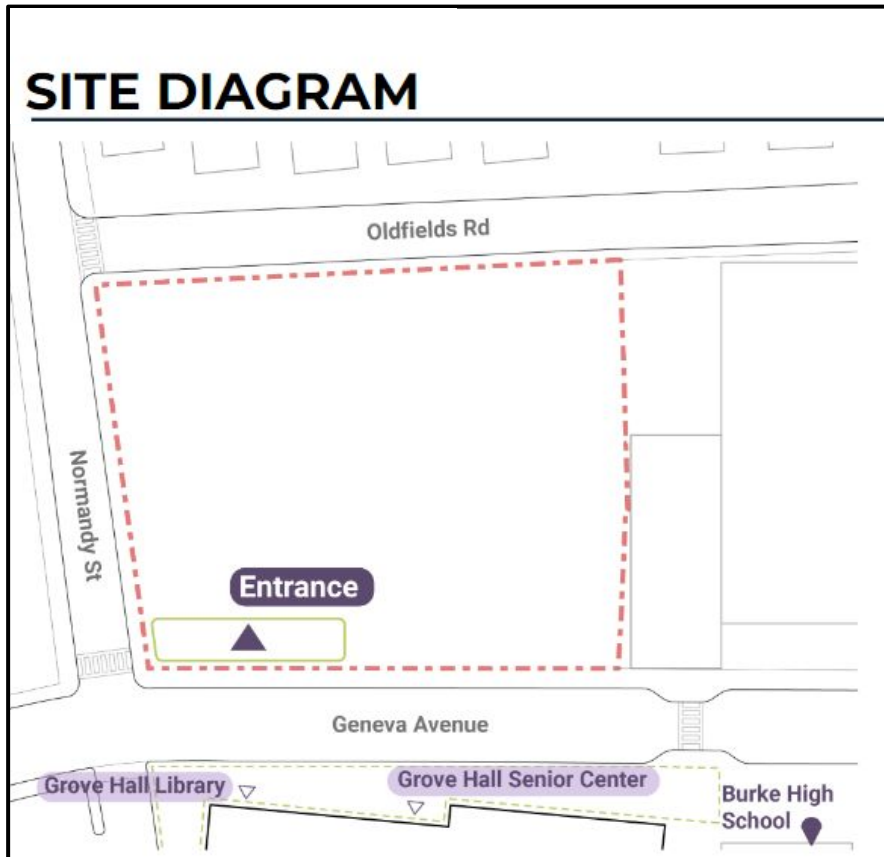 SITE DIAGRAM
Oldfields Rd
Normandy St
Entrance
Geneva Avenue
Grove Hall Library
Grove Hall Senior Center
Burke High
School